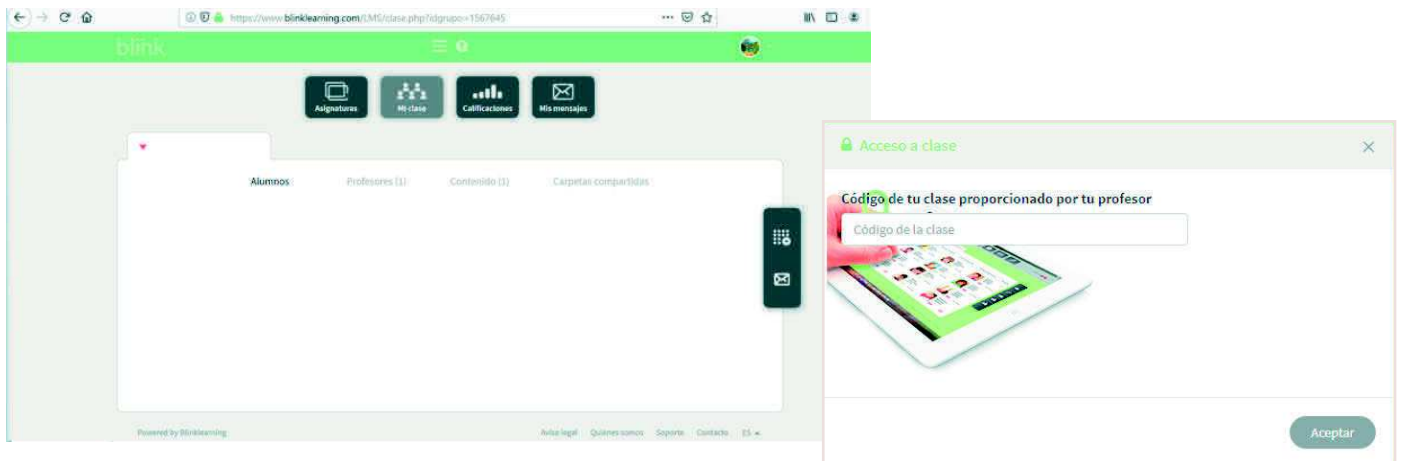 https://www.blinklearning.com/LMS/clase.php?idgrupo=1567645
blink
Asignaturas
Mi clase
Calificaciones
Mis mensajes
Alumnos
Profesores (1)
Contenido (1)
Carpetas compartidas
Powered by Blinklearning
Aviso legal
Quiénes somos
Soporte
Contacto
ES
Acceso a clase
Código de tu clase proporcionado por tu profesor
Código de la clase
Aceptar